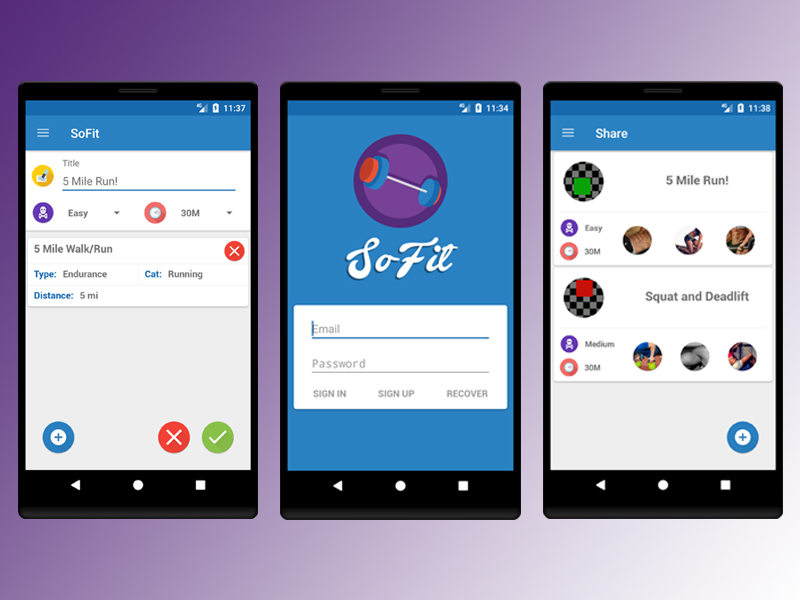 11:37
SoFit
Title
5 Mile Run!
Easy
30M
5 Mile Walk/Run
Type: Endurance
Cat: Running
Distance: 5 mi
4G 11:34
SoFit
Email
Password
SIGN IN
SIGN UP
RECOVER
11:38
Share
5 Mile Run!
Easy
30M
Squat and Deadlift
Medium
30M